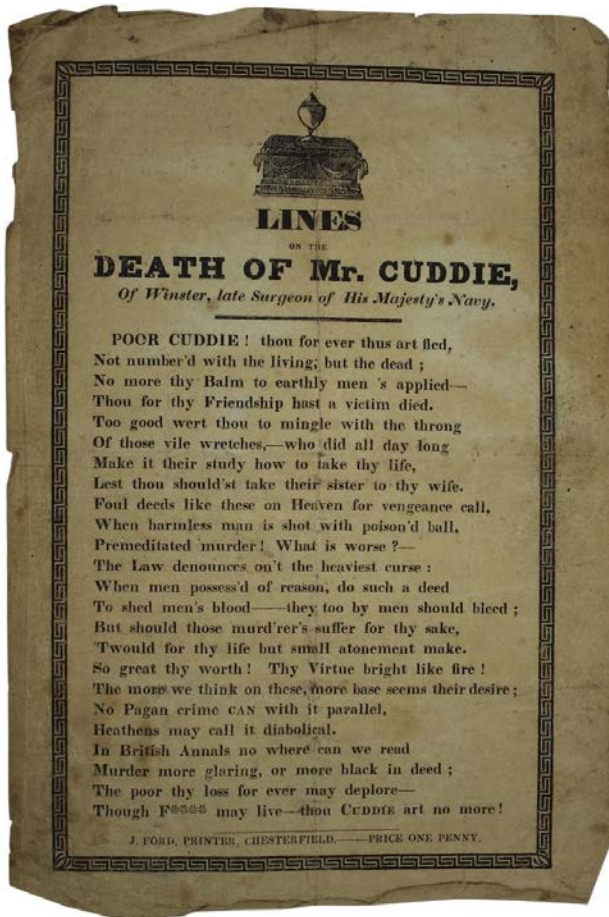 LINES
ON THE
DEATH OF Mr. CUDDIE,
Of Winster, late Surgeon of His Majesty's Navy.
POOR CUDDIE! thou for ever thus art fled,
Not number'd with the living, but the dead;
No more thy Balm to earthly men 's applied—
Thou for thy Friendship hast a victim died.
Too good wert thou to mingle with the throng
Of those vile wretches,—who did all day long
Make it their study how to take thy life,
Lest thou should'st take their sister to thy wife.
Foul deeds like these on Heaven for vengeance call,
When harmless man is shot with poison'd ball,
Premeditated murder! What is worse?—
The Law denounces on't the heaviest curse:
When men possess'd of reason, do such a deed
To shed men's blood——they too by men should bleed;
But should those murd'rer's suffer for thy sake,
'Twould for thy life but small atonement make.
So great thy worth! Thy Virtue bright like fire!
The more we think on these, more base seems their desire;
No Pagan crime CAN with it parallel,
Heathens may call it diabolical.
In British Annals no where can we read
Murder more glaring, or more black in deed;
The poor thy loss for ever may deplore—
Though F**** may live—thou CUDDIE art no more!
J. FORD, PRINTER, CHESTERFIELD.——PRICE ONE PENNY.